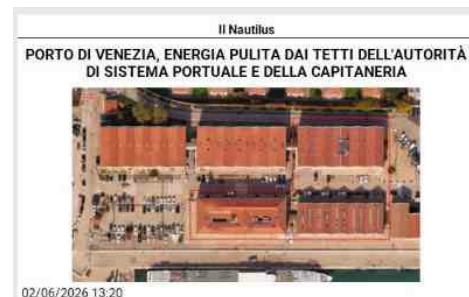 Il Nautilus
PORTO DI VENEZIA, ENERGIA PULITA DAI TETTI DELL'AUTORITÀ
DI SISTEMA PORTUALE E DELLA CAPITANERIA
02/06/2026 13:20